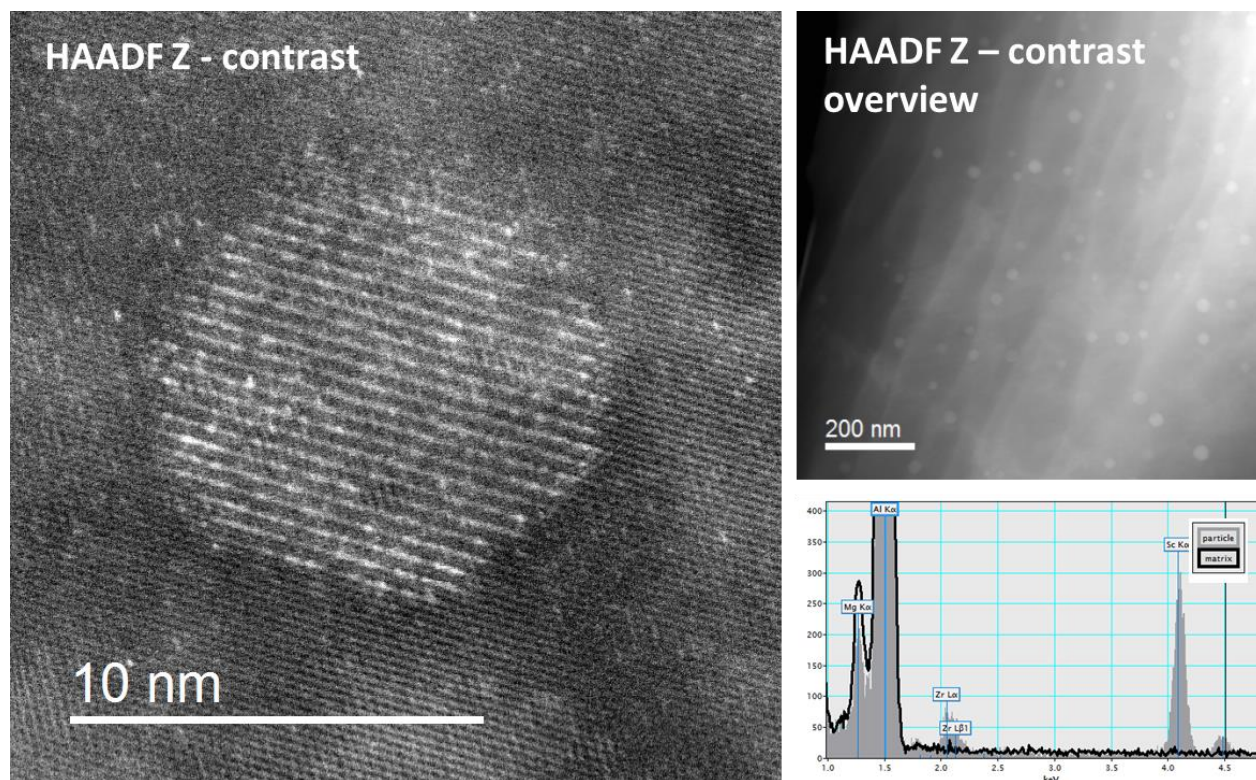 HAADF Z - contrast
10 nm
HAADF Z – contrast
overview
200 nm
400
350
300
250
200
150
100
50
0
Al Kα
Mg Kα
Zr Lα
Zr Lβ1
Sc Kα
particle
matrix
1.0
1.5
2.0
2.5
3.0
3.5
4.0
4.5
keV